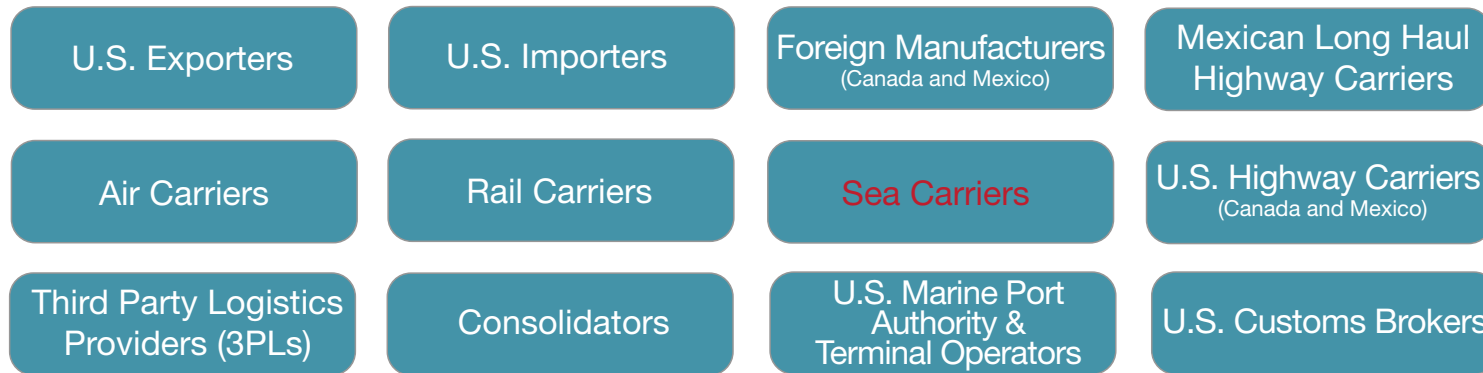 U.S. Exporters
U.S. Importers
Foreign Manufacturers
(Canada and Mexico)
Mexican Long Haul
Highway Carriers
Air Carriers
Rail Carriers
Sea Carriers
U.S. Highway Carriers
(Canada and Mexico)
Third Party Logistics
Providers (3PLs)
Consolidators
U.S. Marine Port
Authority &
Terminal Operators
U.S. Customs Brokers